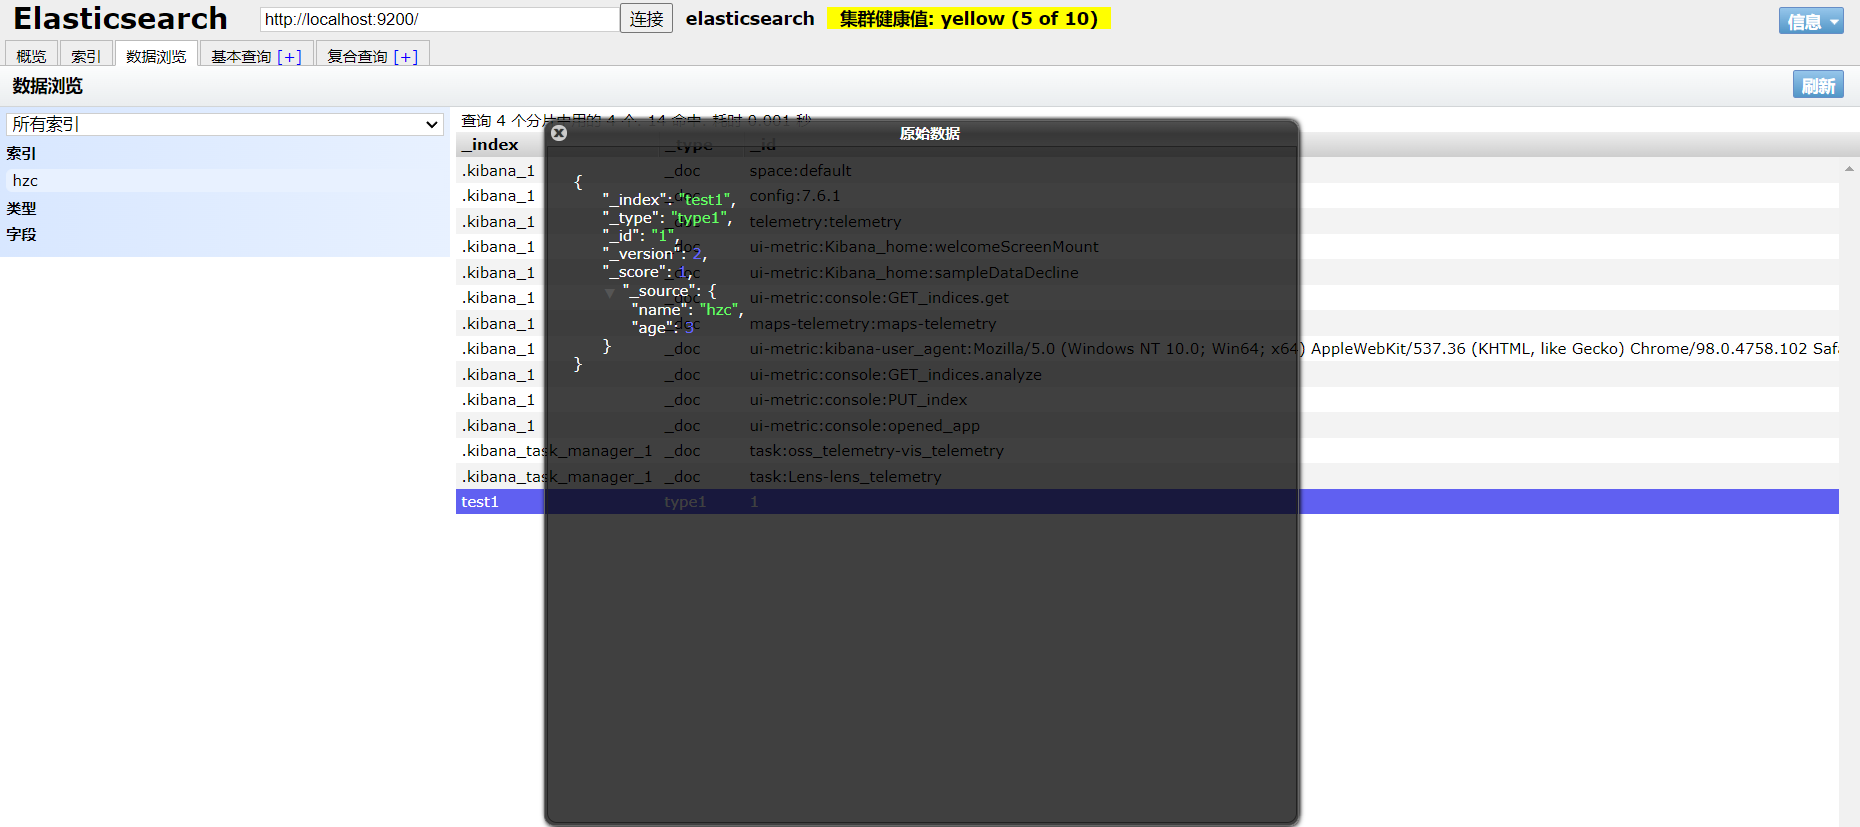 Elasticsearch http://localhost:9200/ 连接 elasticsearch 集群健康值: yellow (5 of 10) 信息
概览 索引 数据浏览 基本查询 [+] 复合查询 [+]
数据浏览 刷新
所有索引
索引
hzc
类型
字段
查询 4 个分片中用的 4 个. 14 命中. 耗时 0.001 秒
_index _type _id
.kibana_1 _doc space:default
.kibana_1 _doc config:7.6.1
.kibana_1 _doc telemetry:telemetry
.kibana_1 _doc ui-metric:Kibana_home:welcomeScreenMount
.kibana_1 _doc ui-metric:Kibana_home:sampleDataDecline
.kibana_1 _doc ui-metric:console:GET_indices.get
.kibana_1 _doc maps-telemetry:maps-telemetry
.kibana_1 _doc ui-metric:kibana-user_agent:Mozilla/5.0 (Windows NT 10.0; Win64; x64) AppleWebKit/537.36 (KHTML, like Gecko) Chrome/98.0.4758.102 Safa
.kibana_1 _doc ui-metric:console:GET_indices.analyze
.kibana_1 _doc ui-metric:console:PUT_index
.kibana_1 _doc ui-metric:console:opened_app
.kibana_task_manager_1 _doc task:oss_telemetry-vis_telemetry
.kibana_task_manager_1 _doc task:Lens-lens_telemetry
test1 type1 1
原始数据
{
"_index": "test1",
"_type": "type1",
"_id": "1",
"_version": 2,
"_score": 1,
"_source": {
"name": "hzc",
"age": 3
}
}